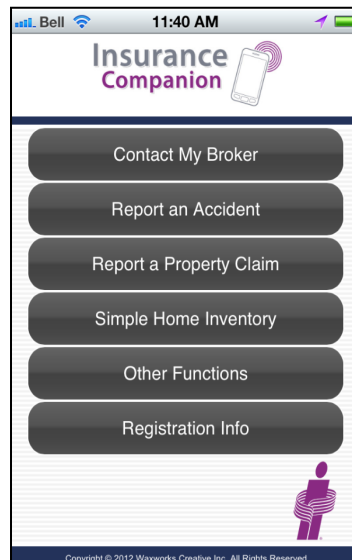 Bell 11:40 AM
Insurance
Companion
Contact My Broker
Report an Accident
Report a Property Claim
Simple Home Inventory
Other Functions
Registration Info
Copyright © 2012 Waxworks Creative Inc. All Rights Reserved